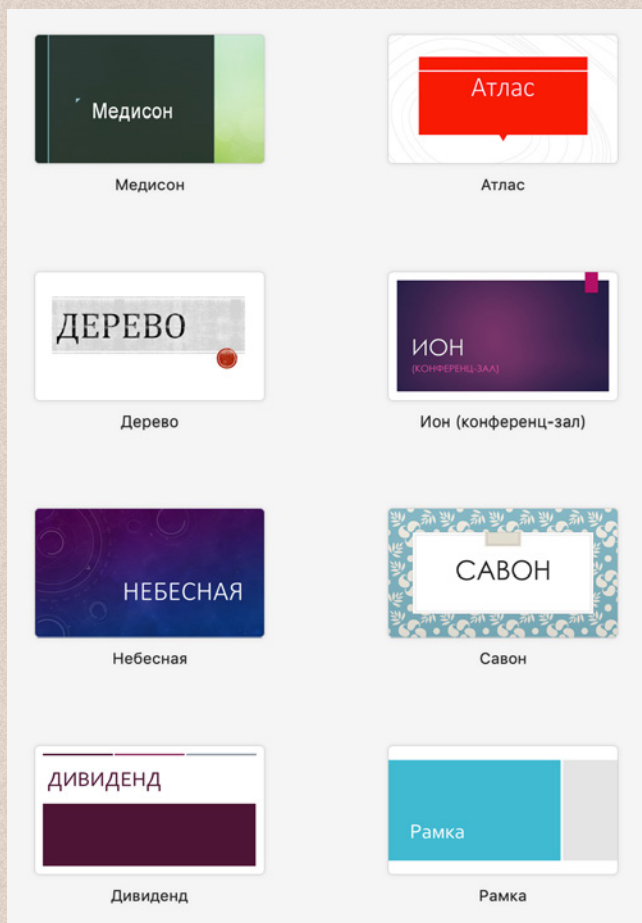 Медисон
Медисон
Атлас
Атлас
ДЕРЕВО
Дерево
ИОН
(КОНФЕРЕНЦ-ЗАЛ)
Ион (конференц-зал)
НЕБЕСНАЯ
Небесная
САВОН
Савон
ДИВИДЕНД
Дивиденд
Рамка
Рамка